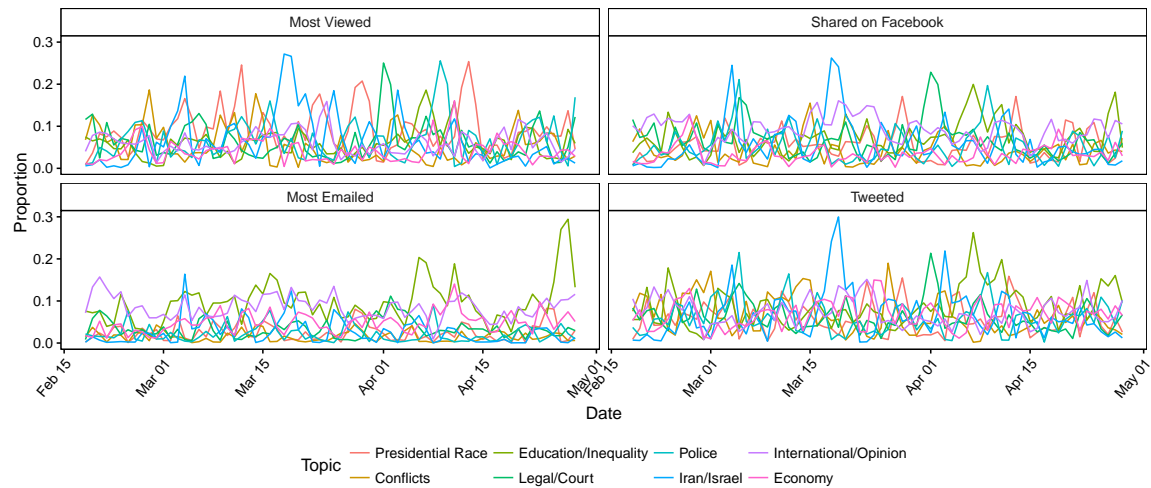 Most Viewed
Shared on Facebook
0.3
0.2
0.1
0.0
Most Emailed
Tweeted
0.3
0.2
0.1
0.0
Proportion
Feb 15
Mar 01
Mar 15
Apr 01
Apr 15
May 01
Feb 15
Mar 01
Mar 15
Apr 01
Apr 15
May 01
Date
Topic
Presidential Race
Education/Inequality
Police
International/Opinion
Conflicts
Legal/Court
Iran/Israel
Economy